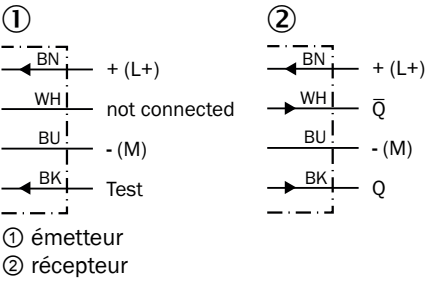 ① ②
BN + (L+) BN + (L+)
WH not connected WH Q̅
BU - (M) BU - (M)
BK Test BK Q
① émetteur
② récepteur